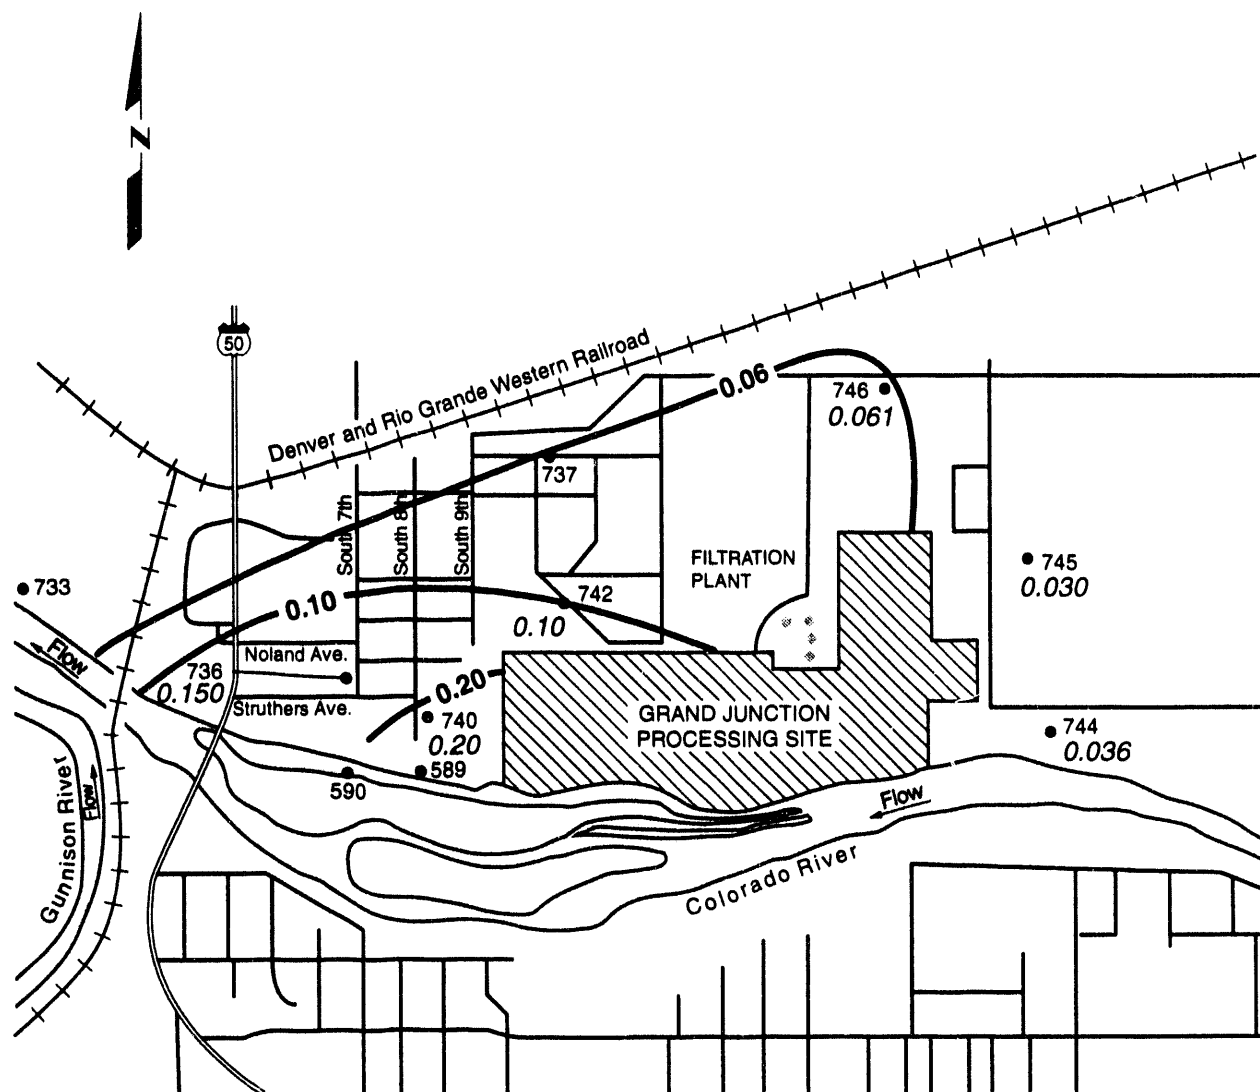 N
50
Denver and Rio Grande Western Railroad
0.06
746
0.061
737
South 7th
South 8th
South 9th
FILTRATION
PLANT
745
0.030
733
742
0.10
0.10
Flow
Noland Ave.
736
0.150
0.20
Struthers Ave.
740
0.20
GRAND JUNCTION
PROCESSING SITE
744
0.036
589
590
Flow
Gunnison River
Flow
Colorado River